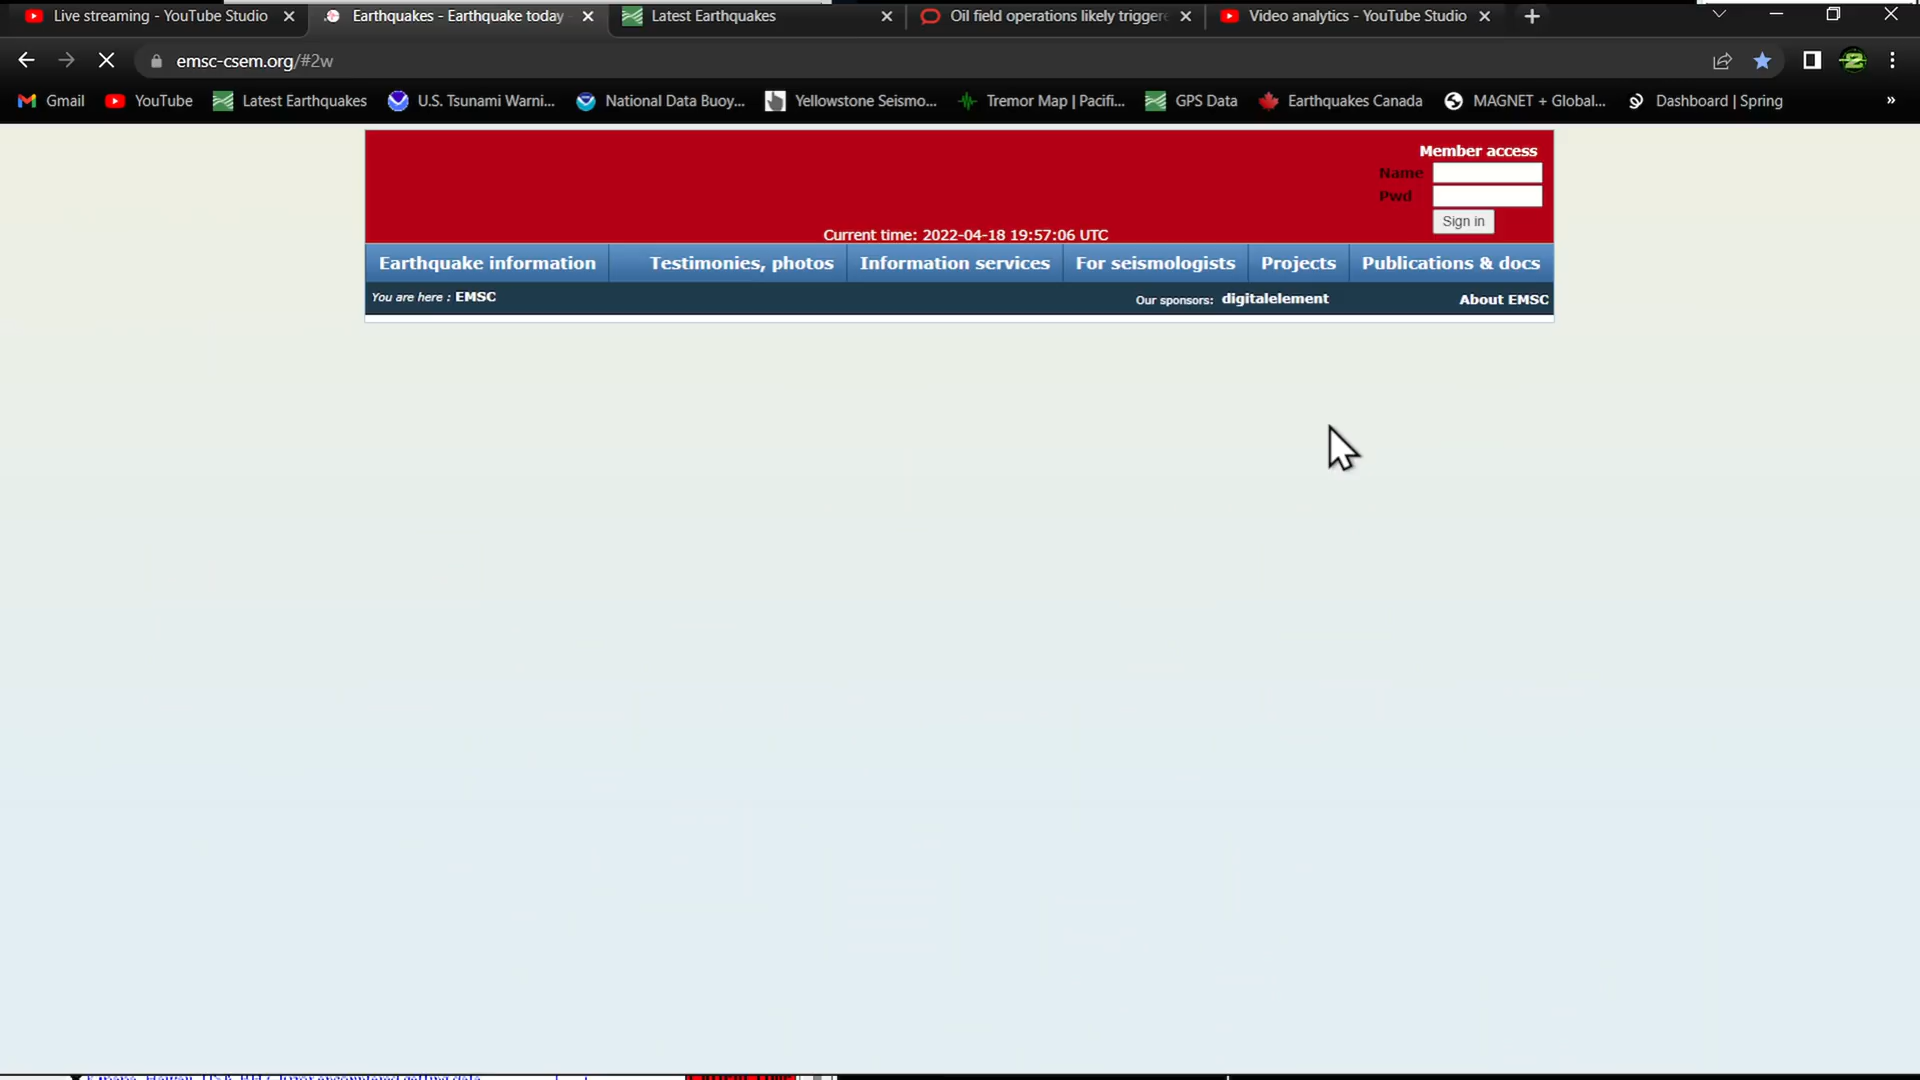 Live streaming - YouTube Studio
Earthquakes - Earthquake today
Latest Earthquakes
Oil field operations likely triggere
Video analytics - YouTube Studio
emsc-csem.org/#2w
Gmail
YouTube
Latest Earthquakes
U.S. Tsunami Warni...
National Data Buoy...
Yellowstone Seismo...
Tremor Map | Pacifi...
GPS Data
Earthquakes Canada
MAGNET + Global...
Dashboard | Spring
»
Member access
Name
Pwd
Sign in
Current time: 2022-04-18 19:57:06 UTC
Earthquake information
Testimonies, photos
Information services
For seismologists
Projects
Publications & docs
You are here : EMSC
Our sponsors: digitalelement
About EMSC